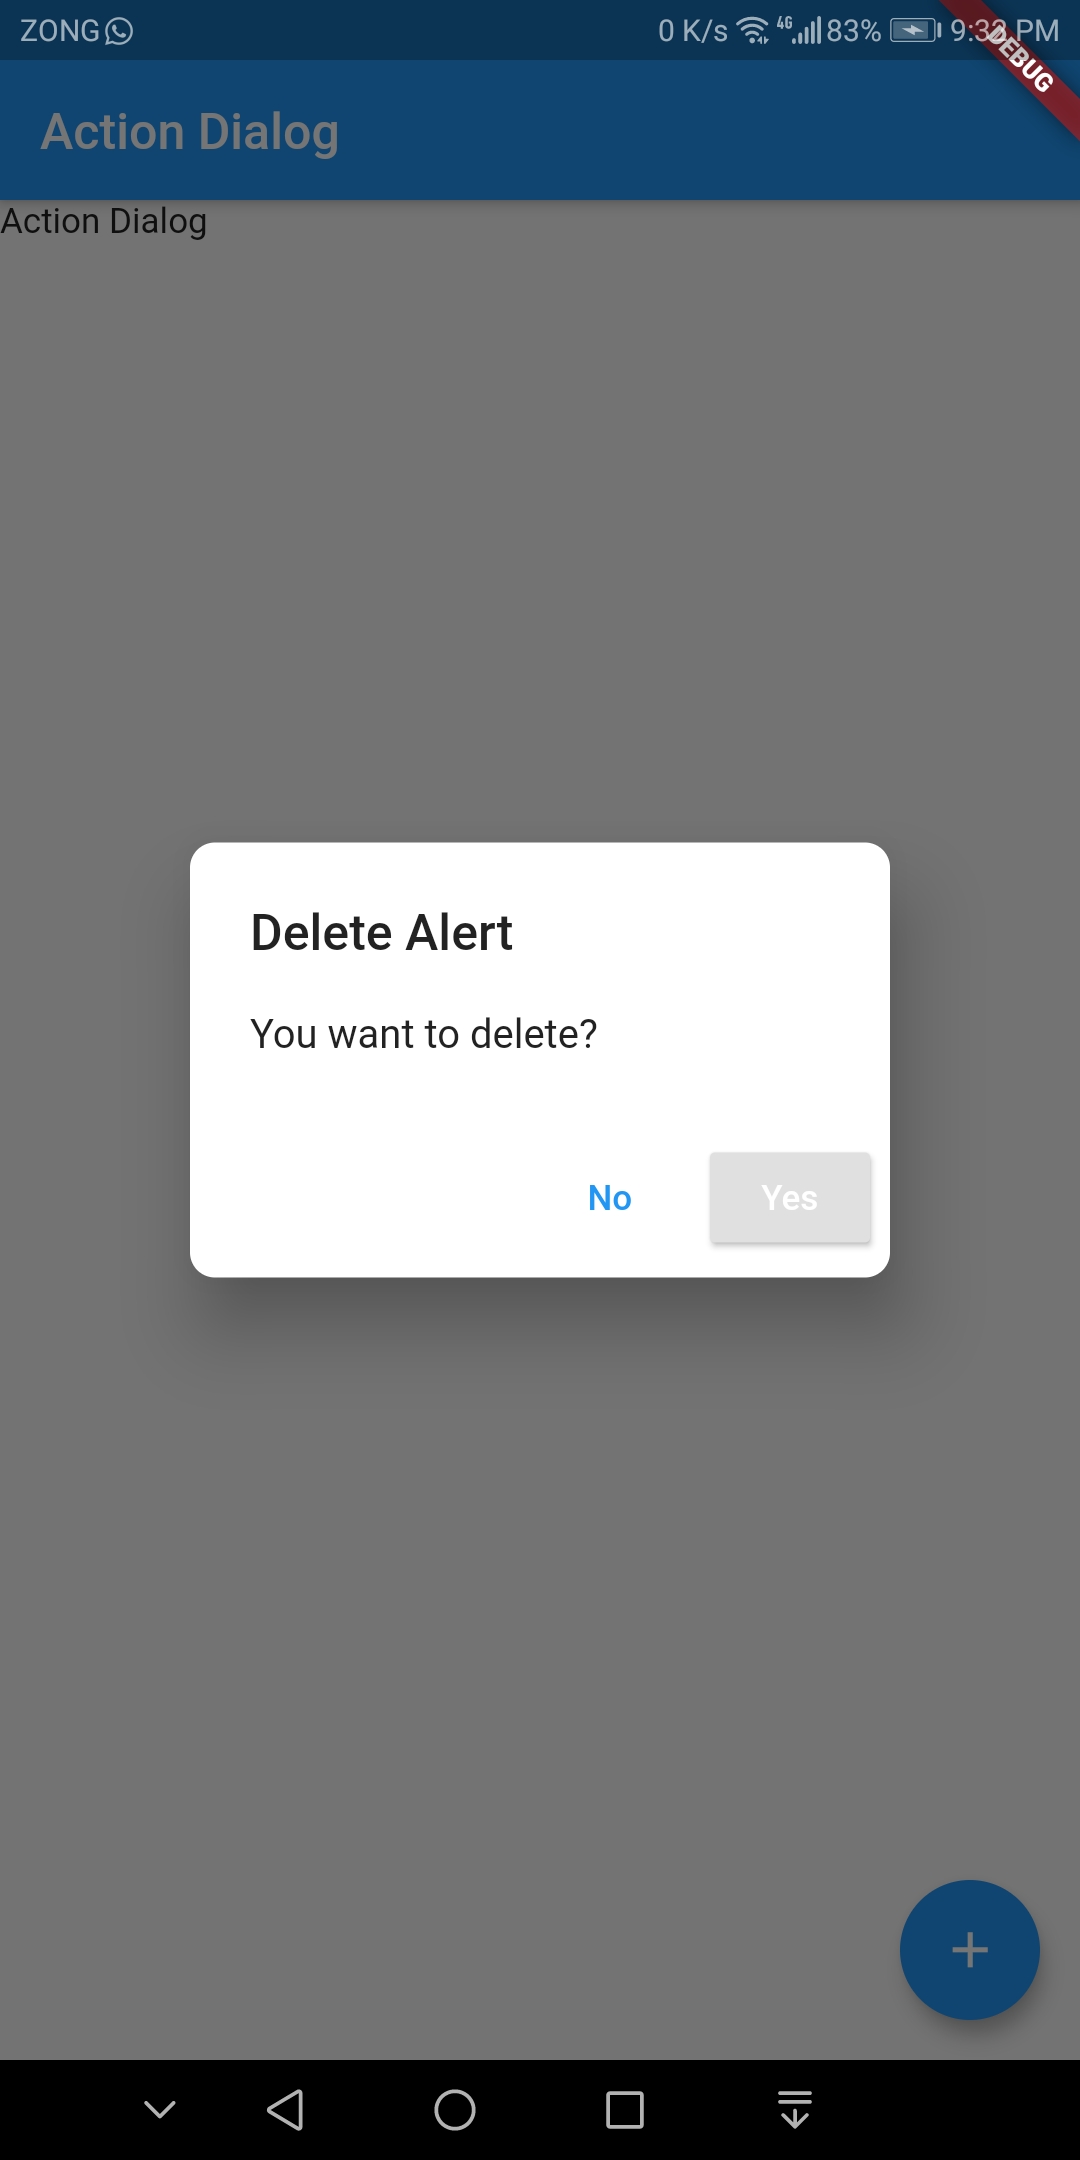 ZONG 0 K/s 4G 83% 9:33 PM
DEBUG
Action Dialog
Action Dialog
Delete Alert
You want to delete?
No Yes